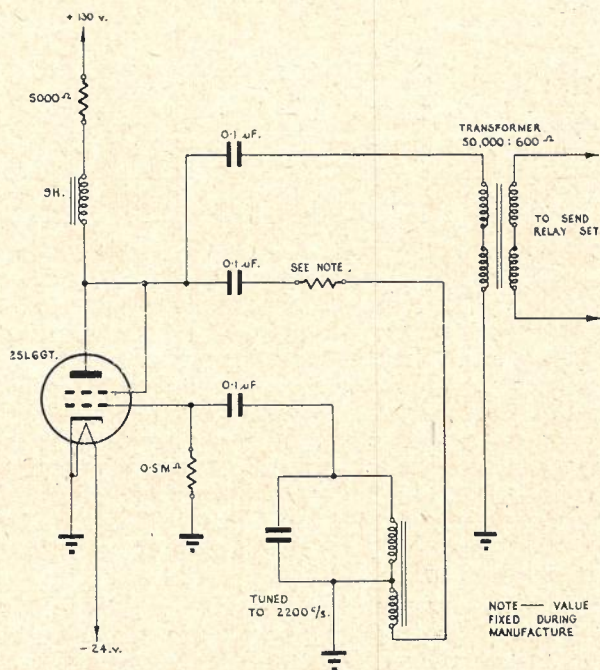 + 130 v.
5000 Ω
9H.
0·1 μF.
TRANSFORMER
50,000 : 600 Ω
TO SEND
RELAY SET
0·1 μF.
SEE NOTE.
25L6GT.
0·1 μF
0·5 MΩ
TUNED
TO 2200 c/s.
NOTE — VALUE
FIXED DURING
MANUFACTURE
- 24.v.